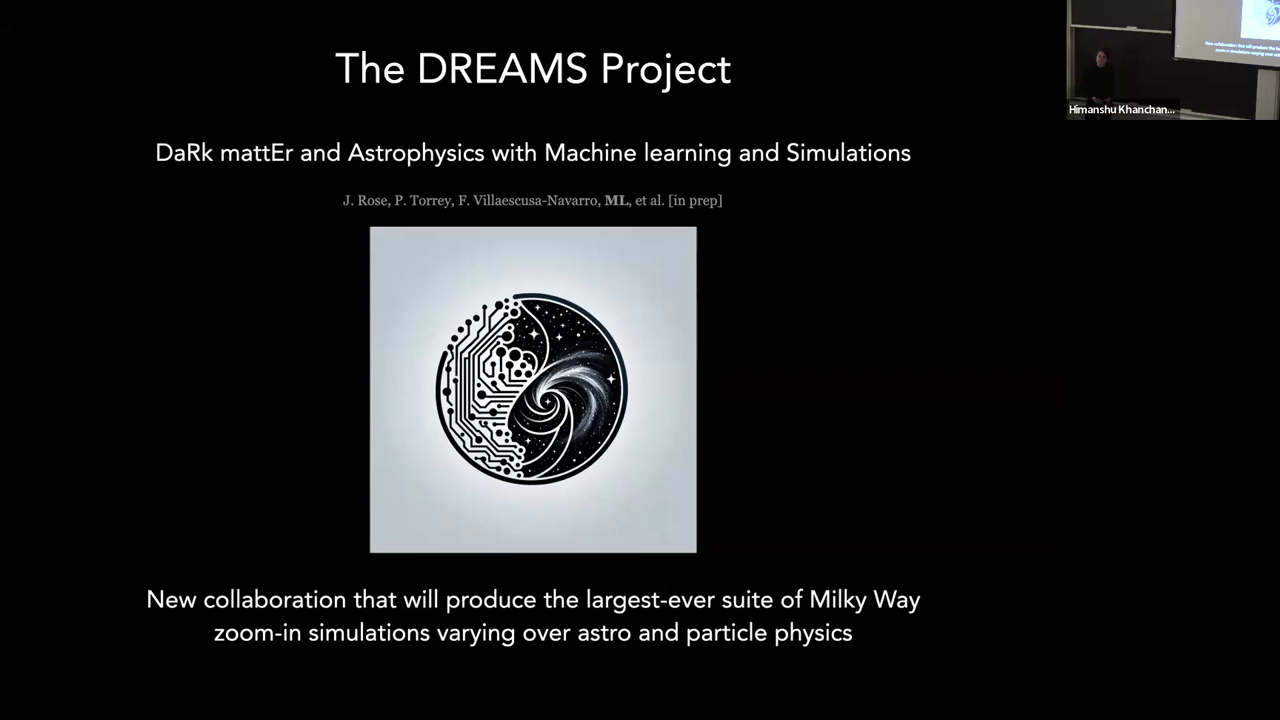 The DREAMS Project
DaRk mattEr and Astrophysics with Machine learning and Simulations
J. Rose, P. Torrey, F. Villaescusa-Navarro, ML, et al. [in prep]
New collaboration that will produce the largest-ever suite of Milky Way
zoom-in simulations varying over astro and particle physics
Himanshu Khanchan...